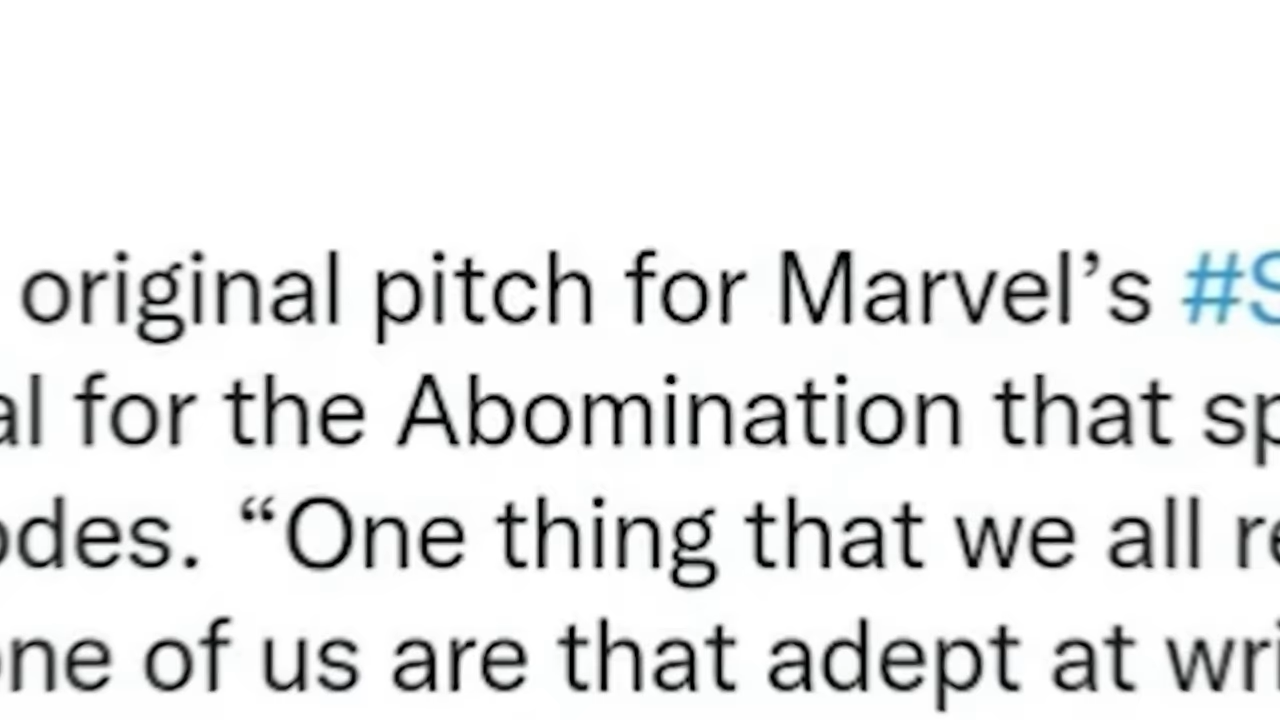 original pitch for Marvel’s #S
al for the Abomination that sp
odes. “One thing that we all re
one of us are that adept at wri